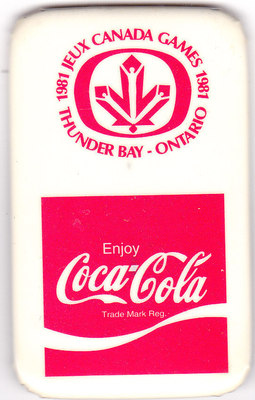 1981 JEUX CANADA GAMES 1981
THUNDER BAY - ONTARIO
Enjoy
Coca-Cola
Trade Mark Reg.